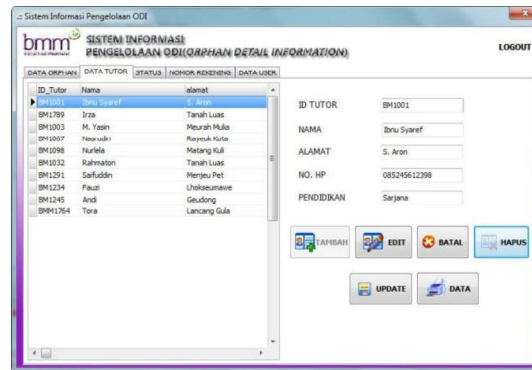 .:: Sistem Informasi Pengelolaan ODI
bmm
SISTEM INFORMASI
PENGELOLAAN ODI(ORPHAN DETAIL INFORMATION)
LOGOUT
DATA ORPHAN DATA TUTOR STATUS NOMOR REKENING DATA USER
ID_Tutor Nama alamat
BM1001 Ibnu Syaref S. Aron
BM1789 Irza Tanah Luas
BM1003 M. Yasin Meurah Mulia
BM1007 Nasrudin Rayeuk Kuta
BM1098 Nurlela Matang Kuli
BM1032 Rahmaton Tanah Luas
BM1291 Saifuddin Menjeu Pet
BM1234 Fauzi Lhokseumawe
BM1245 Andi Geudong
BMM1764 Tora Lancang Gula
ID TUTOR BM1001
NAMA Ibnu Syaref
ALAMAT S. Aron
NO. HP 085245612398
PENDIDIKAN Sarjana
TAMBAH EDIT BATAL HAPUS
UPDATE DATA